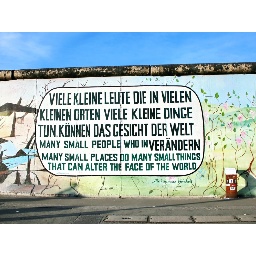 VIELE KLEINE LEUTE DIE IN VIELEN
KLEINEN ORTEN VIELE KLEINE DINGE
TUN, KÖNNEN DAS GESICHT DER WELT
VERÄNDERN
MANY SMALL PEOPLE WHO IN
MANY SMALL PLACES DO MANY SMALL THINGS
THAT CAN ALTER THE FACE OF THE WORLD